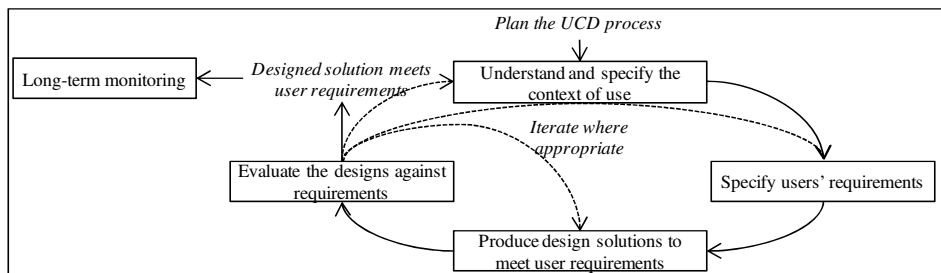 Plan the UCD process
Long-term monitoring
Designed solution meets
user requirements
Understand and specify the
context of use
Iterate where
appropriate
Evaluate the designs against
requirements
Specify users’ requirements
Produce design solutions to
meet user requirements